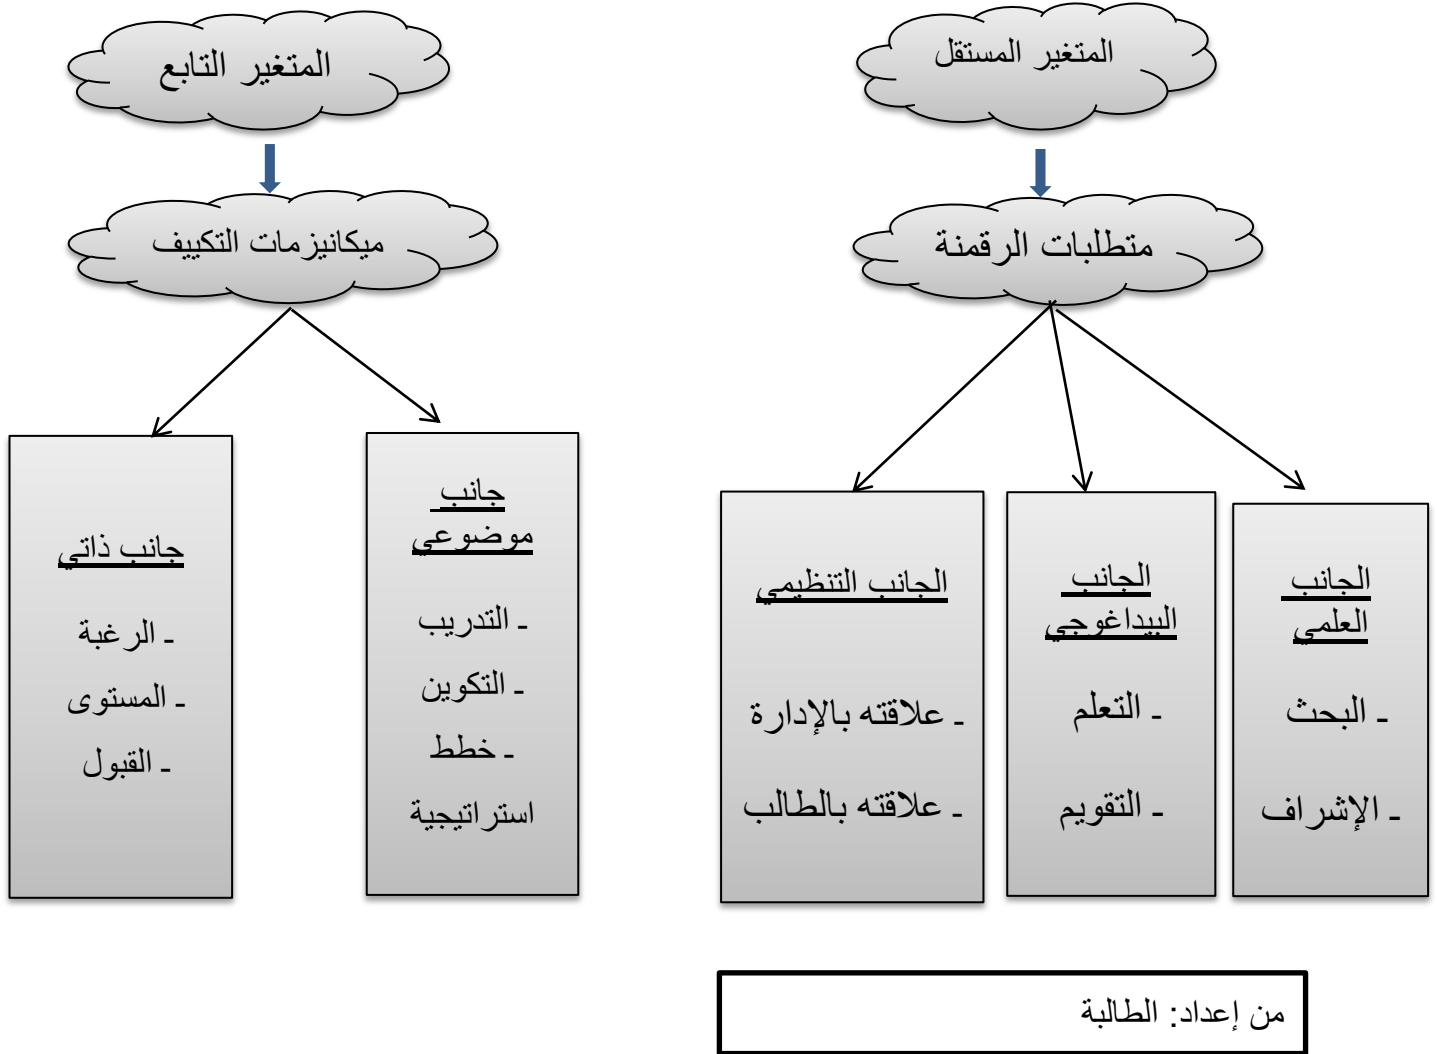 المتغير المستقل
متطلبات الرقمنة
الجانب
العلمي
- البحث
- الإشراف
الجانب
البيداغوجي
- التعلم
- التقويم
الجانب التنظيمي
- علاقته بالإدارة
- علاقته بالطالب
المتغير التابع
ميكانيزمات التكييف
جانب
موضوعي
- التدريب
- التكوين
- خطط
استراتيجية
جانب ذاتي
- الرغبة
- المستوى
- القبول
من إعداد: الطالبة